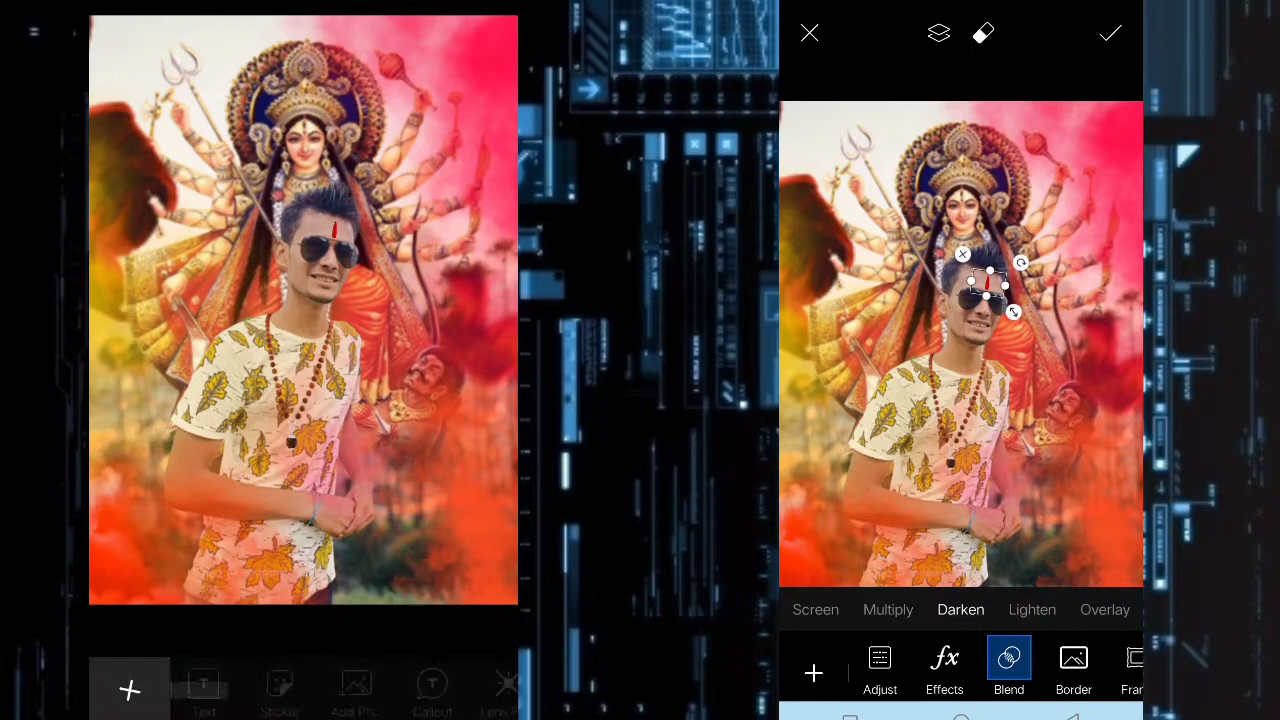 Text
Sticker
Callout
Screen
Multiply
Darken
Lighten
Overlay
Adjust
Effects
Blend
Border